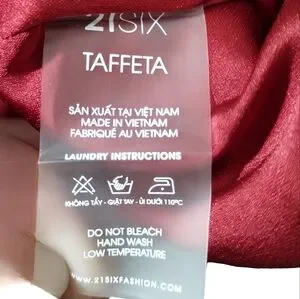 21SIX
TAFFETA
SẢN XUẤT TẠI VIỆT NAM
MADE IN VIETNAM
FABRIQUÉ AU VIETNAM
LAUNDRY INSTRUCTIONS
KHÔNG TẨY - GIẶT TAY - ỦI DƯỚI 110°C
DO NOT BLEACH
HAND WASH
LOW TEMPERATURE
WWW.21SIXFASHION.COM